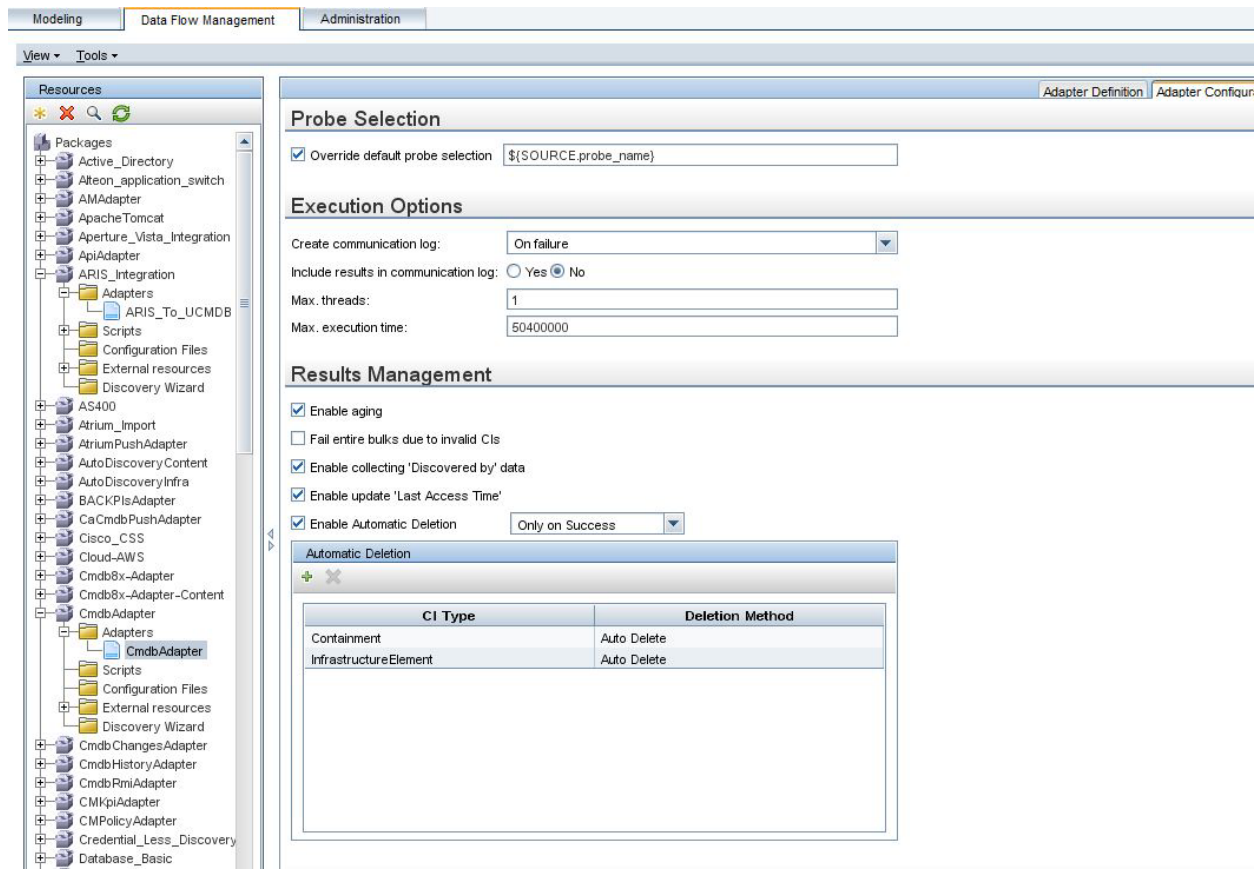 Modeling
Data Flow Management
Administration
View
Tools
Resources
Packages
Active_Directory
Alteon_application_switch
AMAdapter
ApacheTomcat
Aperture_Vista_Integration
ApiAdapter
ARIS_Integration
Adapters
ARIS_To_UCMDB
Scripts
Configuration Files
External resources
Discovery Wizard
AS400
Atrium_Import
AtriumPushAdapter
AutoDiscoveryContent
AutoDiscoveryInfra
BACKPIsAdapter
CaCmdbPushAdapter
Cisco_CSS
Cloud-AWS
Cmdb8x-Adapter
Cmdb8x-Adapter-Content
CmdbAdapter
Adapters
CmdbAdapter
Scripts
Configuration Files
External resources
Discovery Wizard
CmdbChangesAdapter
CmdbHistoryAdapter
CmdbRmiAdapter
CMKpiAdapter
CMPolicyAdapter
Credential_Less_Discovery
Database_Basic
Adapter Definition
Adapter Configura
Probe Selection
Override default probe selection ${SOURCE.probe_name}
Execution Options
Create communication log: On failure
Include results in communication log: Yes No
Max. threads: 1
Max. execution time: 50400000
Results Management
Enable aging
Fail entire bulks due to invalid CIs
Enable collecting 'Discovered by' data
Enable update 'Last Access Time'
Enable Automatic Deletion Only on Success
Automatic Deletion
CI Type Deletion Method
Containment Auto Delete
InfrastructureElement Auto Delete